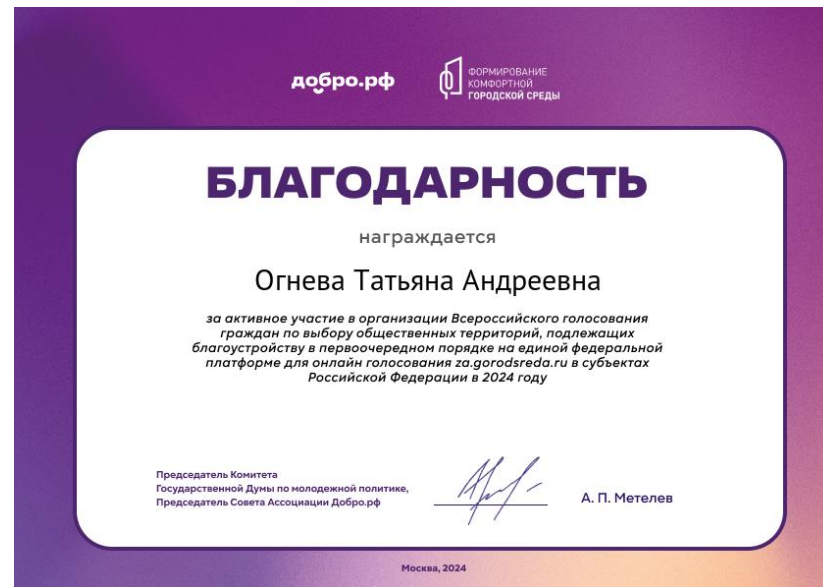 добро.рф
ФОРМИРОВАНИЕ
КОМФОРТНОЙ
ГОРОДСКОЙ СРЕДЫ
БЛАГОДАРНОСТЬ
награждается
Огнева Татьяна Андреевна
за активное участие в организации Всероссийского голосования
граждан по выбору общественных территорий, подлежащих
благоустройству в первоочередном порядке на единой федеральной
платформе для онлайн голосования za.gorodsreda.ru в субъектах
Российской Федерации в 2024 году
Председатель Комитета
Государственной Думы по молодежной политике,
Председатель Совета Ассоциации Добро.рф
А. П. Метелев
Москва, 2024